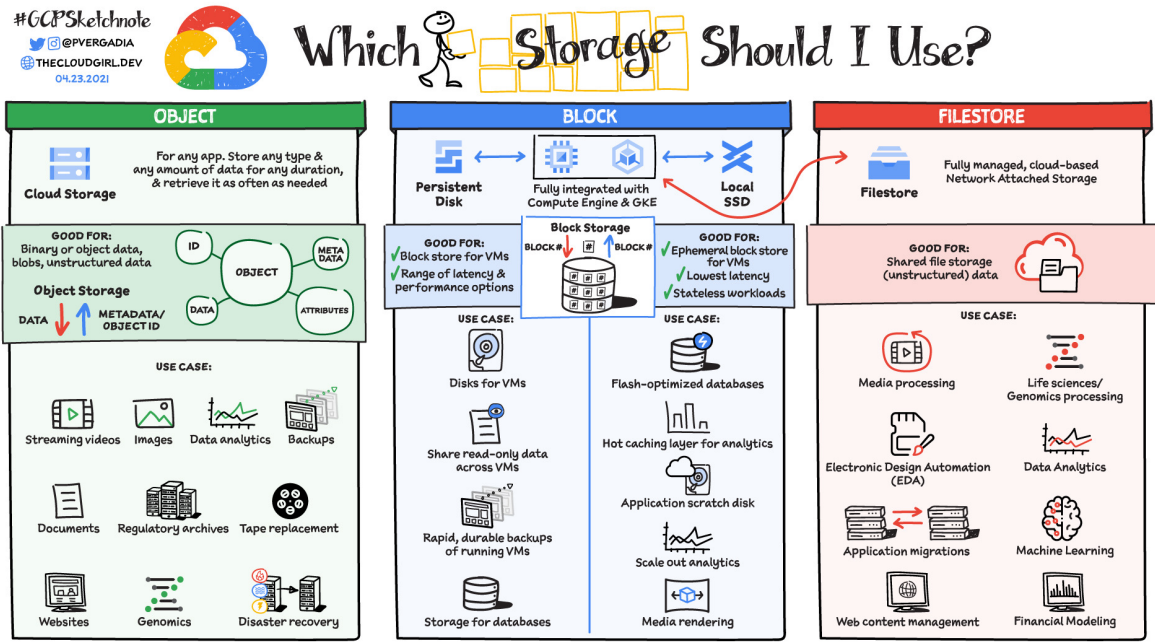 #GCPSketchnote
@PVERGADIA
THECLOUDGIRL.DEV
04.23.2021
Which Storage Should I Use?
OBJECT
Cloud Storage
For any app. Store any type &
any amount of data for any duration,
& retrieve it as often as needed
GOOD FOR:
Binary or object data,
blobs, unstructured data
Object Storage
DATA
METADATA/
OBJECT ID
ID
META
DATA
OBJECT
DATA
ATTRIBUTES
USE CASE:
Streaming videos
Images
Data analytics
Backups
Documents
Regulatory archives
Tape replacement
Websites
Genomics
Disaster recovery
BLOCK
Persistent
Disk
Fully integrated with
Compute Engine & GKE
Local
SSD
GOOD FOR:
Block store for VMs
Range of latency &
performance options
Block Storage
BLOCK#
#
BLOCK#
# # #
# # #
# # #
GOOD FOR:
Ephemeral block store
for VMs
Lowest latency
Stateless workloads
USE CASE:
Disks for VMs
Share read-only data
across VMs
Rapid, durable backups
of running VMs
Storage for databases
USE CASE:
Flash-optimized databases
Hot caching layer for analytics
Application scratch disk
Scale out analytics
Media rendering
FILESTORE
Filestore
Fully managed, cloud-based
Network Attached Storage
GOOD FOR:
Shared file storage
(unstructured) data
USE CASE:
Media processing
Life sciences/
Genomics processing
Electronic Design Automation
(EDA)
Data Analytics
Application migrations
Machine Learning
Web content management
Financial Modeling